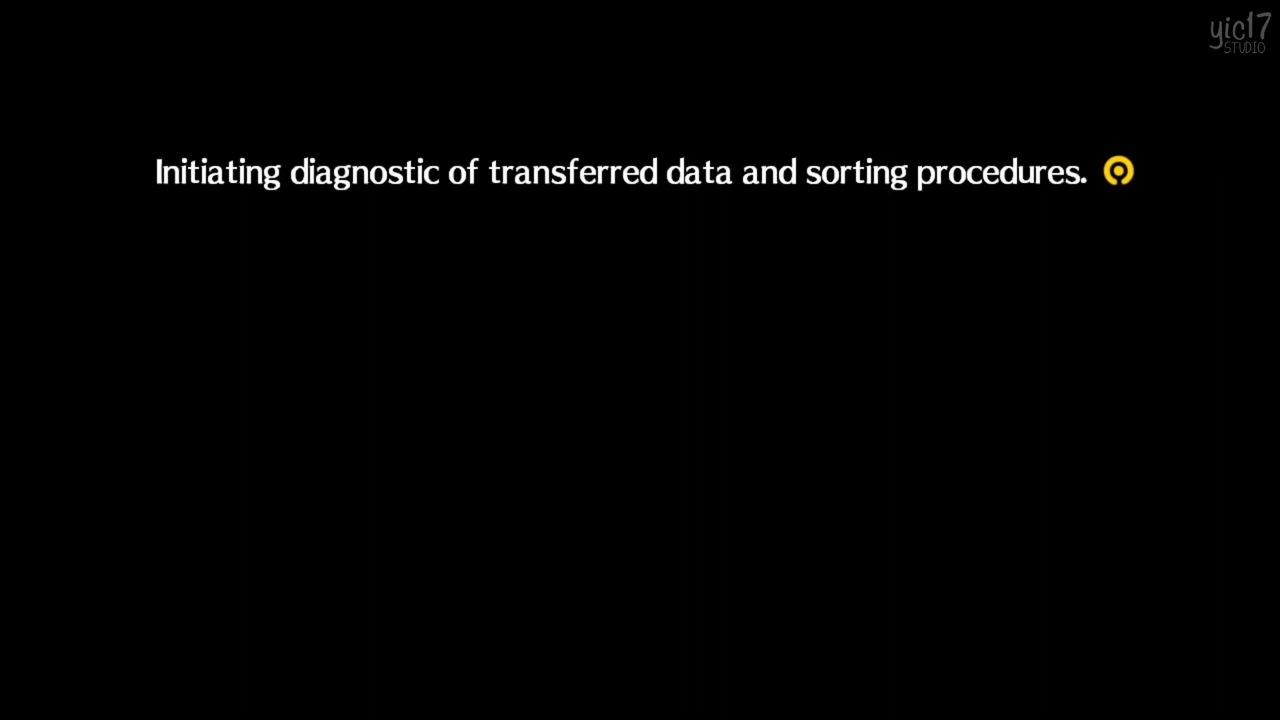 yic17
STUDIO
Initiating diagnostic of transferred data and sorting procedures.